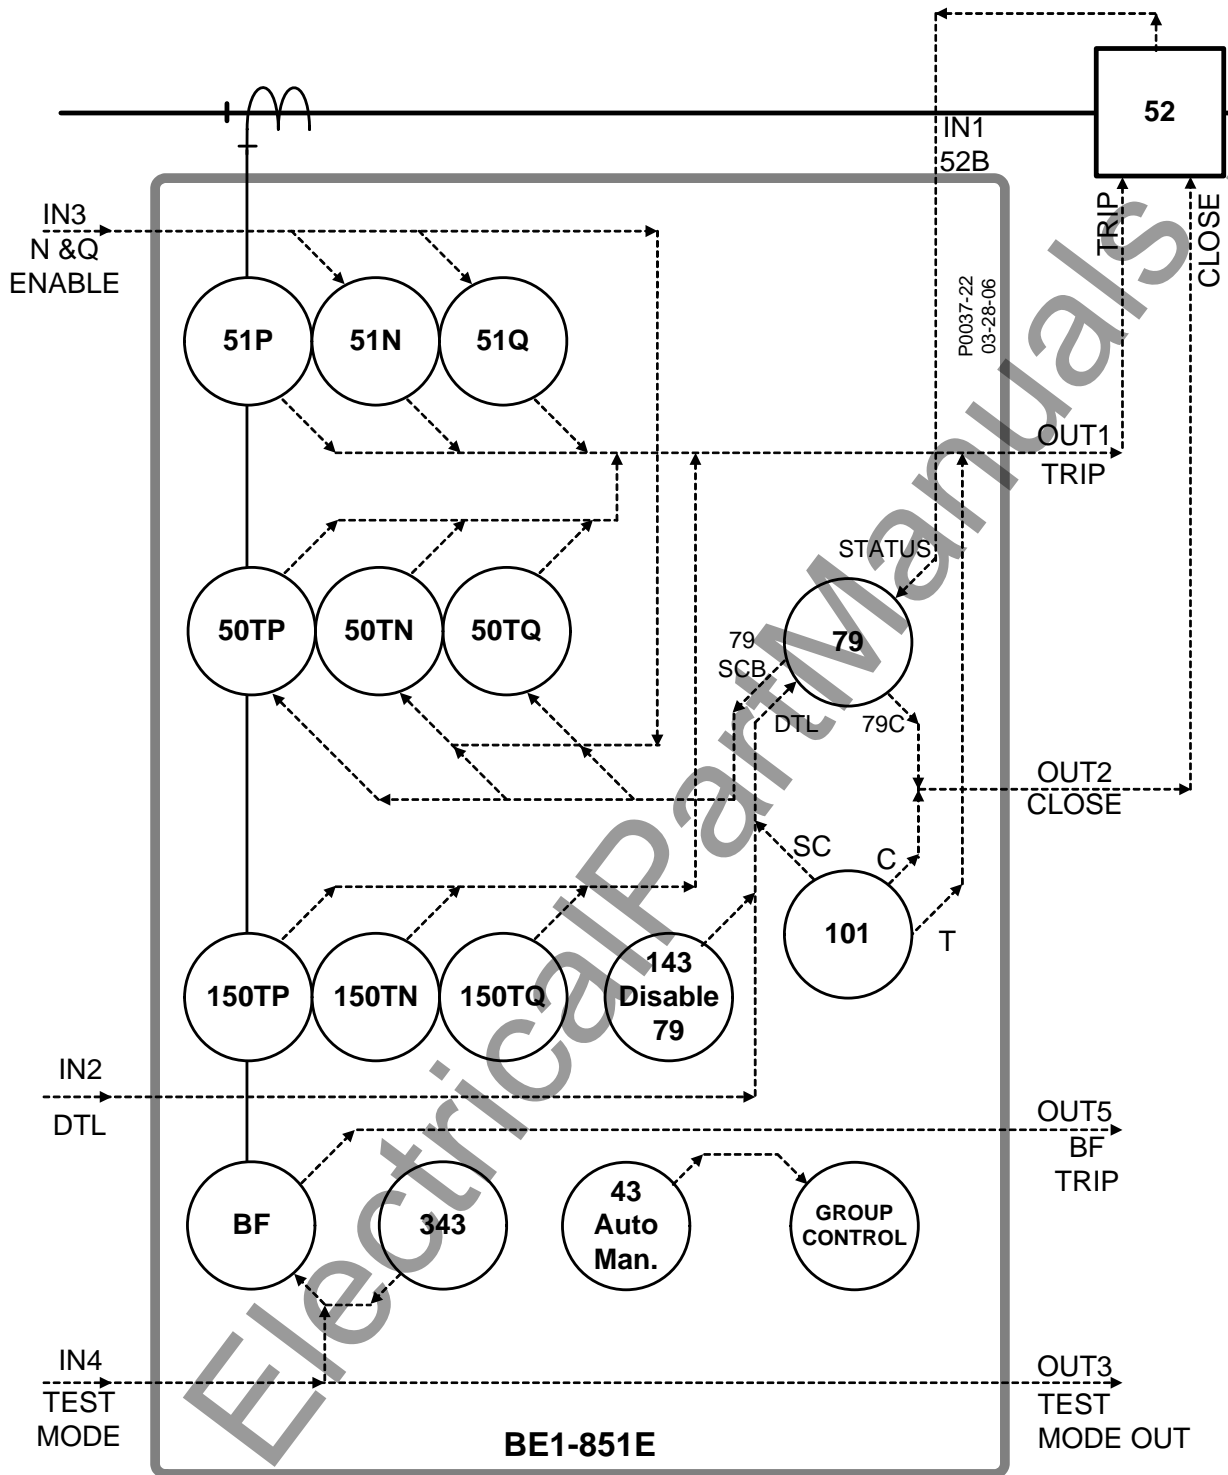 52
IN1
52B
TRIP
CLOSE
IN3
N &Q
ENABLE
P0037-22
03-28-06
51P
51N
51Q
OUT1
TRIP
STATUS
50TP
50TN
50TQ
79
79
SCB
DTL
79C
OUT2
CLOSE
SC
C
101
T
150TP
150TN
150TQ
143
Disable
79
IN2
DTL
OUT5
BF
TRIP
BF
343
43
Auto
Man.
GROUP
CONTROL
IN4
TEST
MODE
OUT3
TEST
MODE OUT
BE1-851E
ElectricalPartManuals